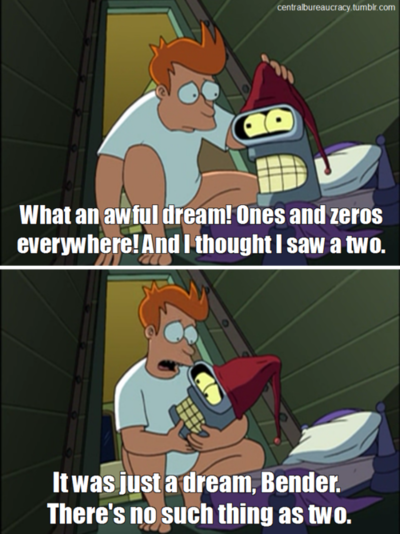 centralbureaucracy.tumblr.com
What an awful dream! Ones and zeros
everywhere! And I thought I saw a two.
It was just a dream, Bender.
There's no such thing as two.